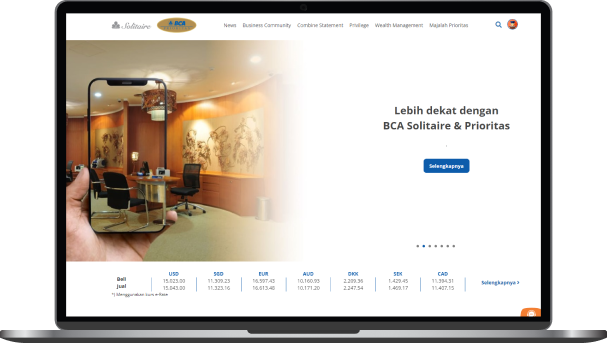 Solitaire
BCA
News Business Community Combine Statement Privilege Wealth Management Majalah Prioritas
Lebih dekat dengan
BCA Solitaire & Prioritas
Selengkapnya
USD SGD EUR AUD DKK SEK CAD
Beli 15,023.00 11,309.23 16,597.43 10,160.93 2,209.36 1,429.45 11,394.31
Jual 15,043.00 11,323.16 16,613.48 10,171.20 2,247.54 1,469.17 11,407.15
Selengkapnya >
*) Menggunakan kurs e-Rate